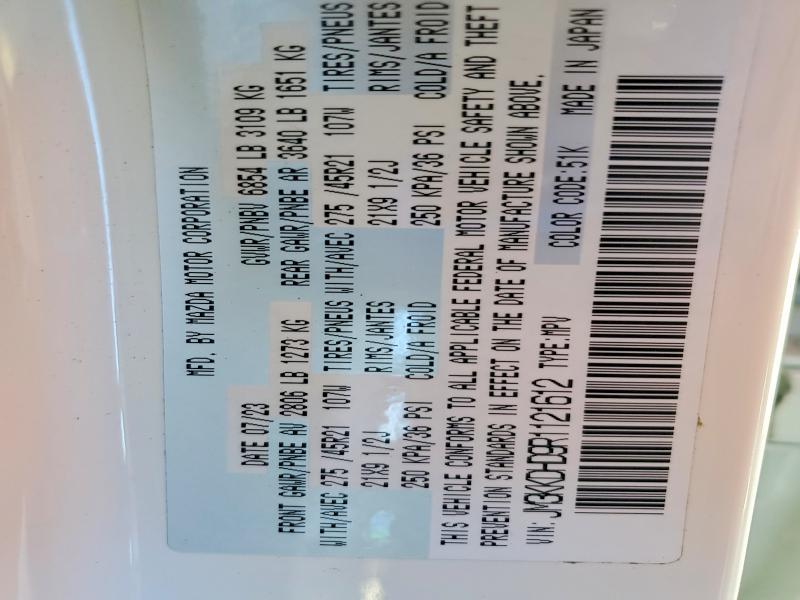 MFD. BY MAZDA MOTOR CORPORATION
DATE 07/23 GVWR/PNBV 6854 LB 3109 KG
FRONT GAWR/PNBE AV 2806 LB 1273 KG REAR GAWR/PNBE AR 3640 LB 1651 KG
WITH/AVEC 275 /45R21 107W TIRES/PNEUS WITH/AVEC 275 /45R21 107W TIRES/PNEUS
21X9 1/2J RIMS/JANTES 21X9 1/2J RIMS/JANTES
250 KPA/36 PSI COLD/A FROID 250 KPA/36 PSI COLD/A FROID
THIS VEHICLE CONFORMS TO ALL APPLICABLE FEDERAL MOTOR VEHICLE SAFETY AND THEFT
PREVENTION STANDARDS IN EFFECT ON THE DATE OF MANUFACTURE SHOWN ABOVE.
VIN: JM3KKDHD9R1121612 TYPE:MPV COLOR CODE:51K MADE IN JAPAN